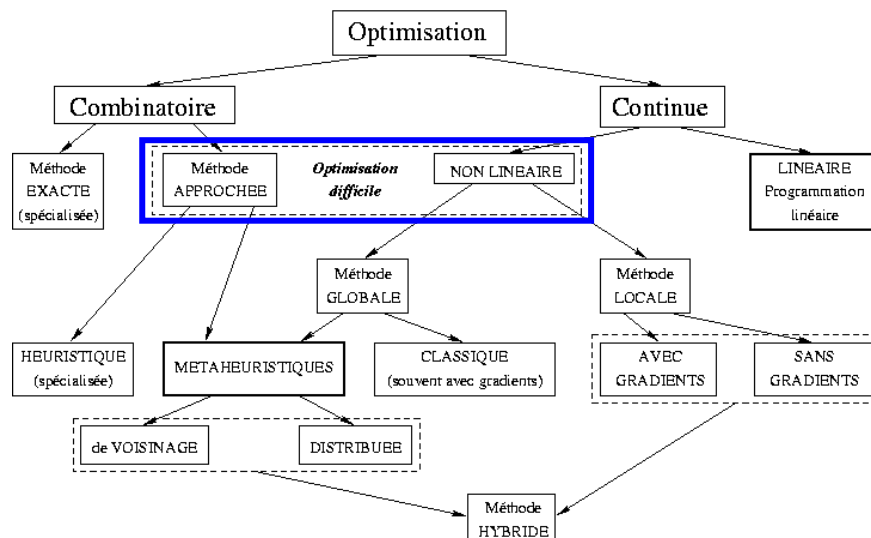 Optimisation
Combinatoire
Continue
Méthode
EXACTE
(spécialisée)
Méthode
APPROCHEE
Optimisation
difficile
NON LINEAIRE
LINEAIRE
Programmation
linéaire
Méthode
GLOBALE
Méthode
LOCALE
HEURISTIQUE
(spécialisée)
METAHEURISTIQUES
CLASSIQUE
(souvent avec gradients)
AVEC
GRADIENTS
SANS
GRADIENTS
de VOISINAGE
DISTRIBUEE
Méthode
HYBRIDE